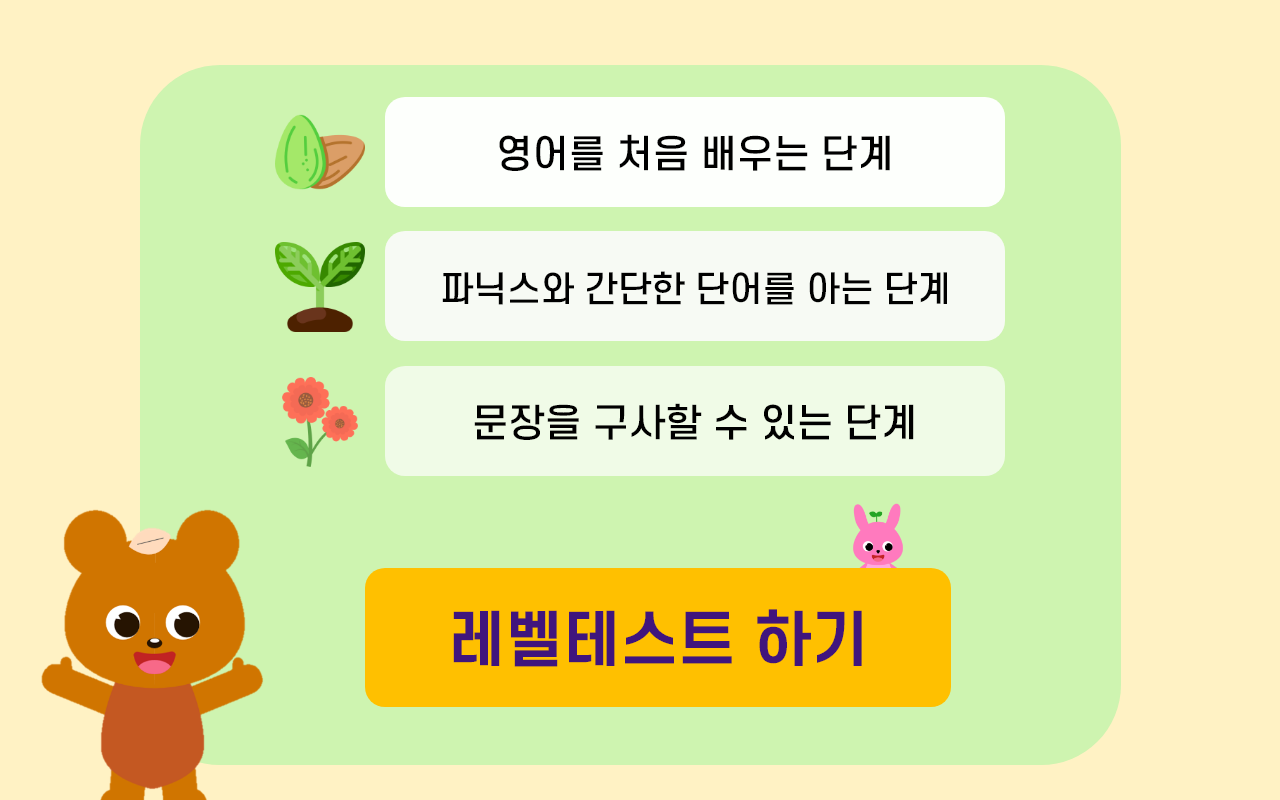 영어를 처음 배우는 단계
파닉스와 간단한 단어를 아는 단계
문장을 구사할 수 있는 단계
레벨테스트 하기